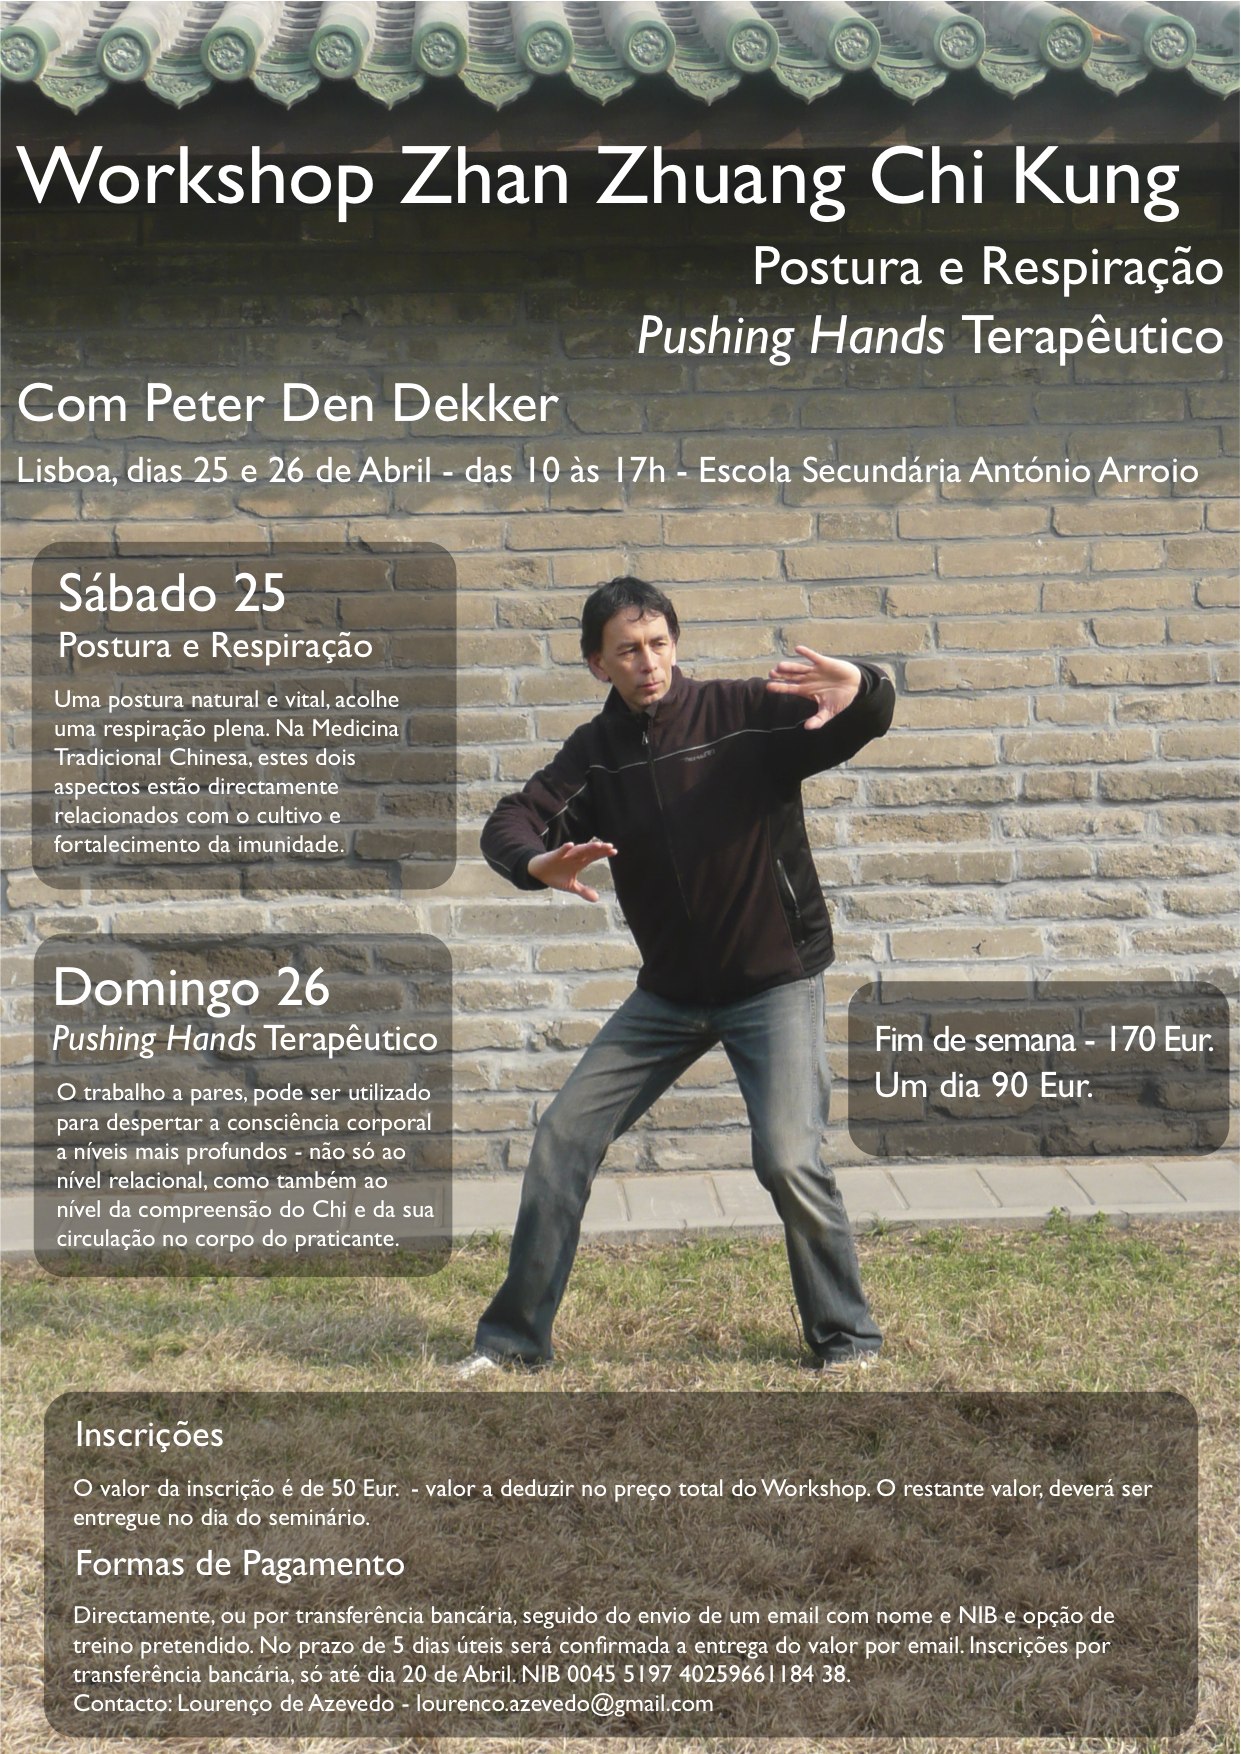 Workshop Zhan Zhuang Chi Kung
Postura e Respiração
Pushing Hands Terapêutico
Com Peter Den Dekker
Lisboa, dias 25 e 26 de Abril - das 10 às 17h - Escola Secundária António Arroio
Sábado 25
Postura e Respiração
Uma postura natural e vital, acolhe
uma respiração plena. Na Medicina
Tradicional Chinesa, estes dois
aspectos estão directamente
relacionados com o cultivo e
fortalecimento da imunidade.
Domingo 26
Pushing Hands Terapêutico
O trabalho a pares, pode ser utilizado
para despertar a consciência corporal
a níveis mais profundos - não só ao
nível relacional, como também ao
nível da compreensão do Chi e da sua
circulação no corpo do praticante.
Fim de semana - 170 Eur.
Um dia 90 Eur.
Inscrições
O valor da inscrição é de 50 Eur.  - valor a deduzir no preço total do Workshop. O restante valor, deverá ser
entregue no dia do seminário.
Formas de Pagamento
Directamente, ou por transferência bancária, seguido do envio de um email com nome e NIB e opção de
treino pretendido. No prazo de 5 dias úteis será confirmada a entrega do valor por email. Inscrições por
transferência bancária, só até dia 20 de Abril. NIB 0045 5197 40259661184 38.
Contacto: Lourenço de Azevedo - lourenco.azevedo@gmail.com